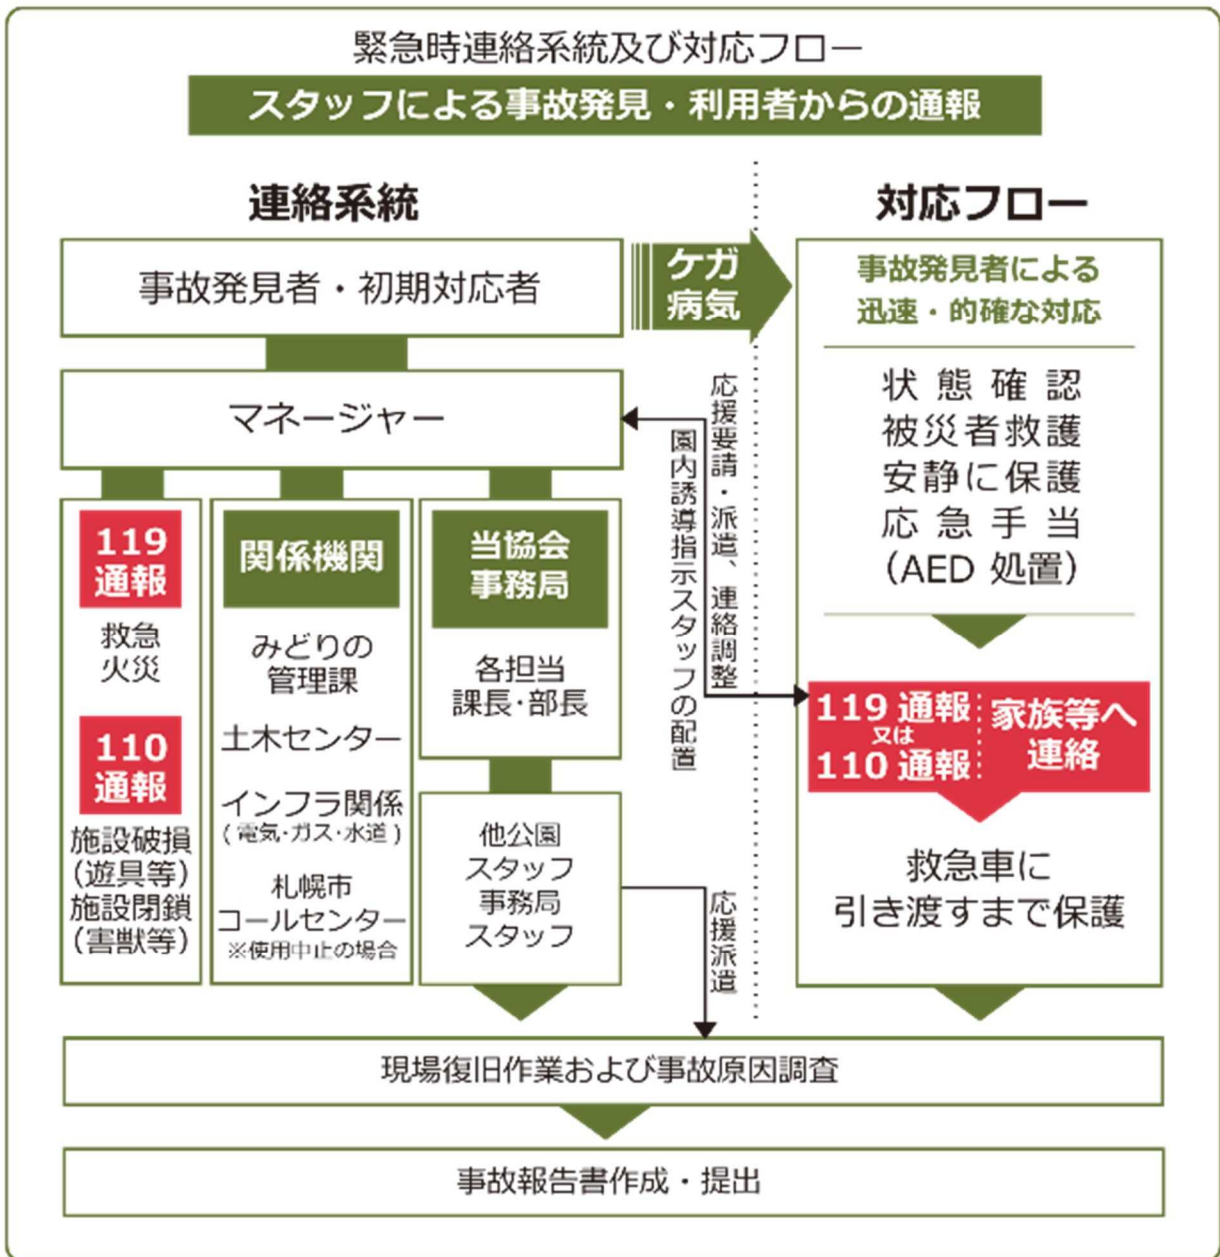 緊急時連絡系統及び対応フロー
スタッフによる事故発見・利用者からの通報
連絡系統
事故発見者・初期対応者
ケガ
病気
マネージャー
119
通報
救急
火災
110
通報
施設破損
(遊具等)
施設閉鎖
(害獣等)
関係機関
みどりの
管理課
土木センター
インフラ関係
(電気・ガス・水道)
札幌市
コールセンター
※使用中止の場合
当協会
事務局
各担当
課長・部長
他公園
スタッフ
事務局
スタッフ
応援要請・派遣、連絡調整
園内誘導指示スタッフの配置
応援派遣
対応フロー
事故発見者による
迅速・的確な対応
状態確認
被災者救護
安静に保護
応急手当
(AED 処置)
119 通報
又は
110 通報
家族等へ
連絡
救急車に
引き渡すまで保護
現場復旧作業および事故原因調査
事故報告書作成・提出